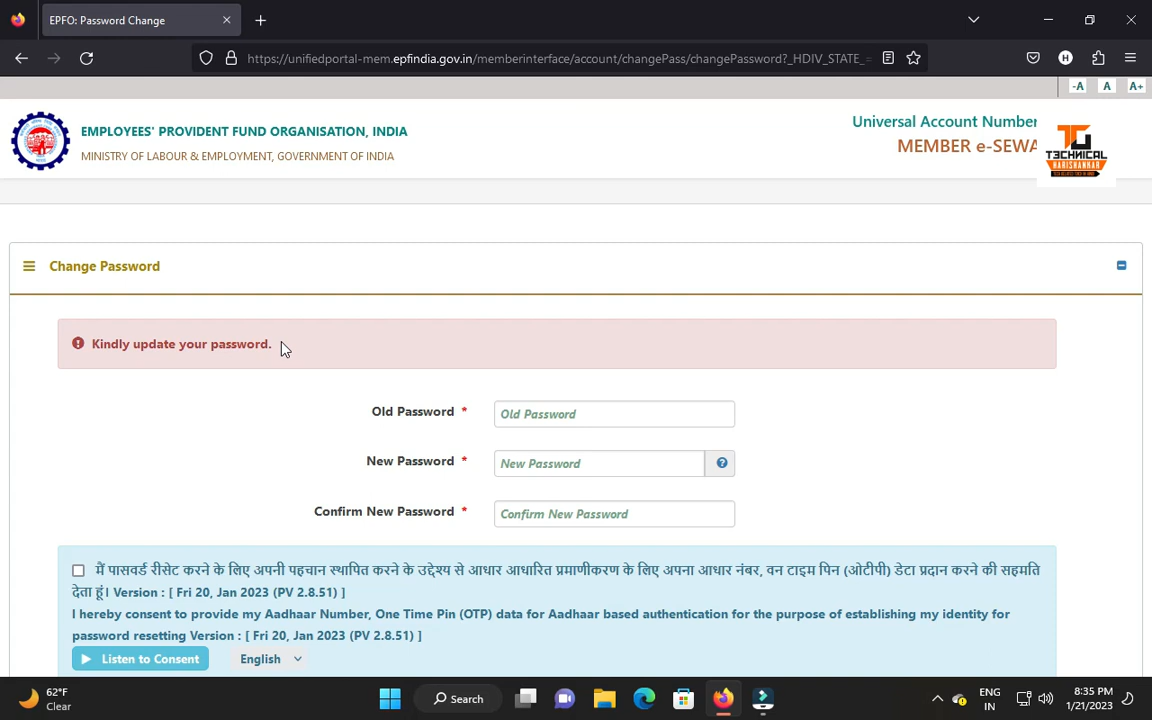 EPFO: Password Change
https://unifiedportal-mem.epfindia.gov.in/memberinterface/account/changePass/changePassword?_HDIV_STATE_=
H
-A A A+
EMPLOYEES' PROVIDENT FUND ORGANISATION, INDIA
MINISTRY OF LABOUR & EMPLOYMENT, GOVERNMENT OF INDIA
Universal Account Number
MEMBER e-SEWA
T3CHNICAL
HARISHANKAR
Change Password
Kindly update your password.
Old Password * Old Password
New Password * New Password
Confirm New Password * Confirm New Password
मैं पासवर्ड रीसेट करने के लिए अपनी पहचान स्थापित करने के उद्देश्य से आधार आधारित प्रमाणीकरण के लिए अपना आधार नंबर, वन टाइम पिन (ओटीपी) डेटा प्रदान करने की सहमति
देता हूं। Version : [ Fri 20, Jan 2023 (PV 2.8.51) ]
I hereby consent to provide my Aadhaar Number, One Time Pin (OTP) data for Aadhaar based authentication for the purpose of establishing my identity for
password resetting Version : [ Fri 20, Jan 2023 (PV 2.8.51) ]
Listen to Consent English
62°F
Clear
Search
ENG
IN
8:35 PM
1/21/2023